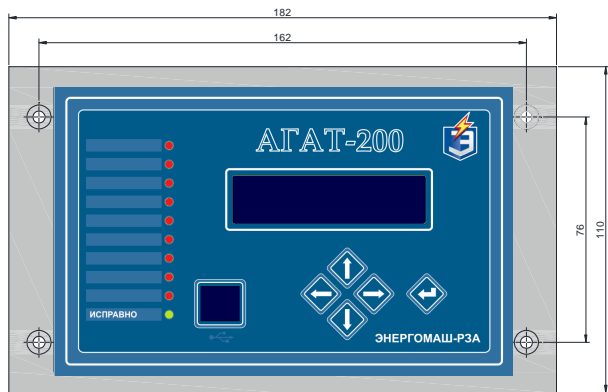 182
162
АГАТ-200
Э
76
110
ИСПРАВНО
ЭНЕРГОМАШ-РЗА